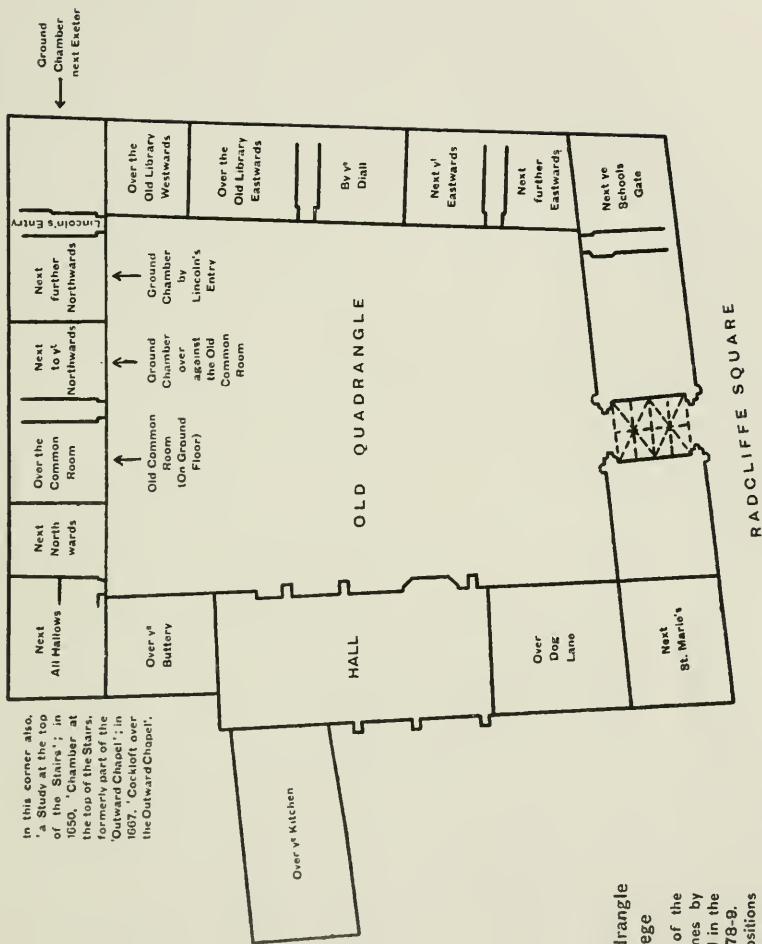 Ground
Chamber
next Exeter
Lincoln's Entry
Next
further
Northwards
Next
to yᵗ
Northwards
Over the
Common
Room
Next
North
wards
Next
All Hallows
Over the
Old Library
Westwards
Over the
Old Library
Eastwards
By yᵉ
Diall
Next yᵗ
Eastwards
Next
further
Eastwards
Next ye
Schools
Gate
Ground
Chamber
by
Lincoln's
Entry
Ground
Chamber
over
against
the Old
Common
Room
Old Common
Room
(On Ground
Floor)
OLD QUADRANGLE
RADCLIFFE SQUARE
Over yᵉ
Buttery
HALL
Over
Dog
Lane
Next
St. Marie's
Over yᵉ Kitchen
In this corner also,
'a Study at the top
of the Stairs'; in
1650, 'Chamber at
the top of the Stairs,
formerly part of the
'Outward Chapel'; in
1667, 'Cockloft over
the Outward Chapel'.
drangle
ege
of the
nes by
in the
78-9.
ositions